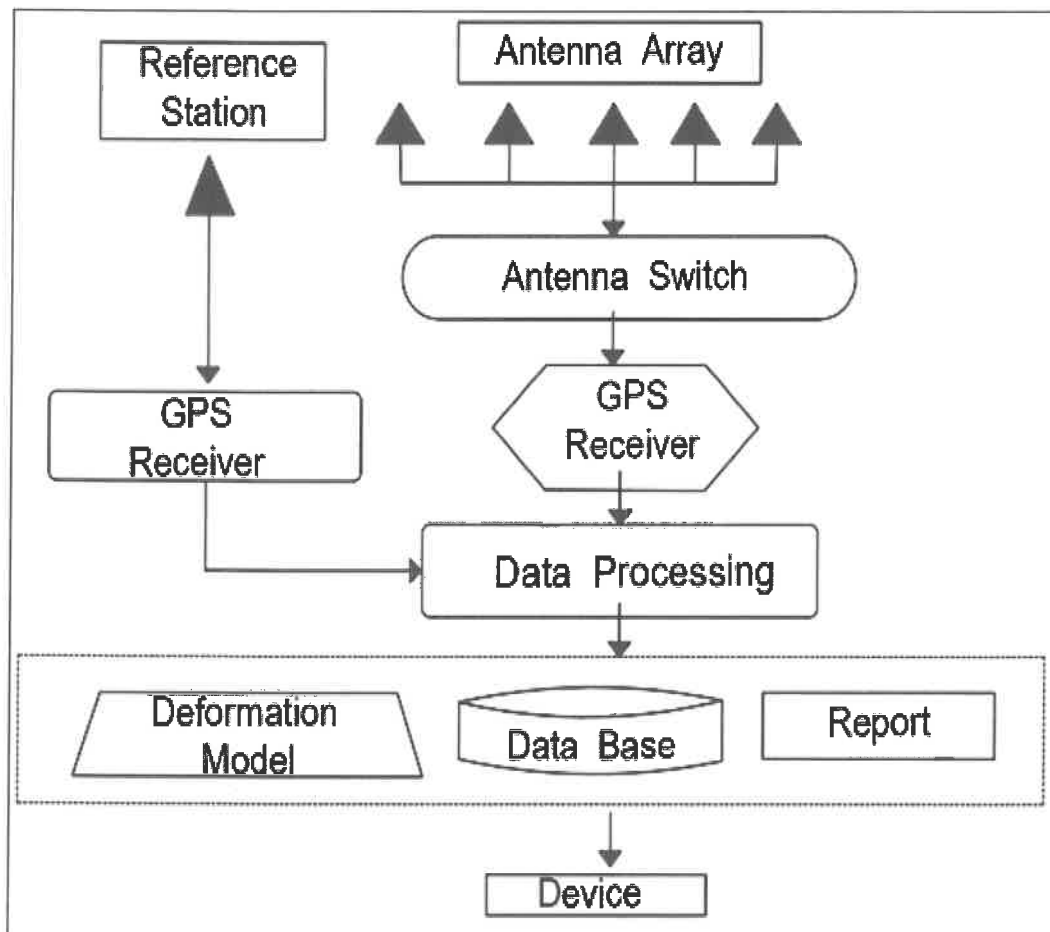 Reference
Station
Antenna Array
Antenna Switch
GPS
Receiver
GPS
Receiver
Data Processing
Deformation
Model
Data Base
Report
Device